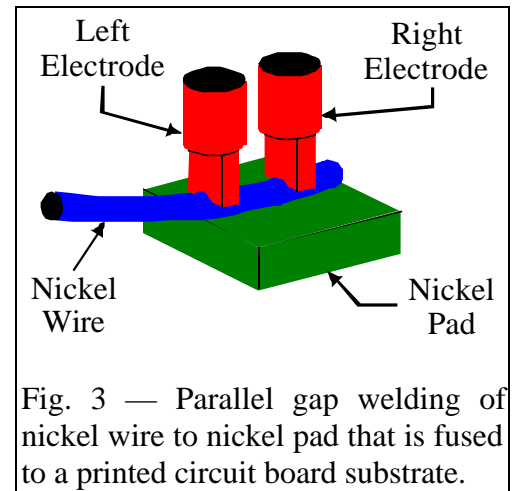 Left
Electrode
Right
Electrode
Nickel
Wire
Nickel
Pad
Fig. 3 — Parallel gap welding of
nickel wire to nickel pad that is fused
to a printed circuit board substrate.